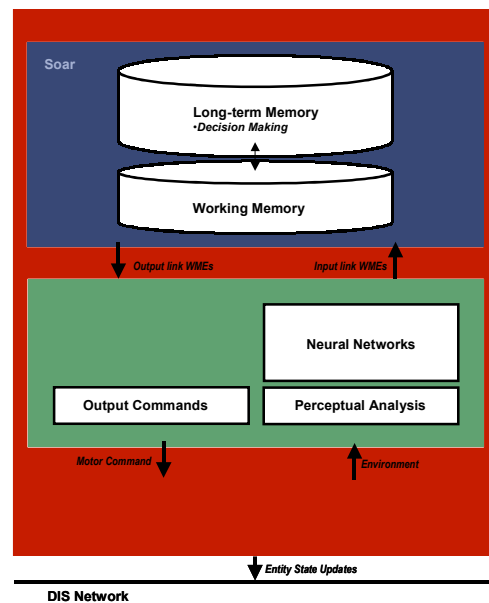 Soar
Long-term Memory
•Decision Making
Working Memory
Output link WMEs
Input link WMEs
Neural Networks
Output Commands
Perceptual Analysis
Motor Command
Environment
Entity State Updates
DIS Network